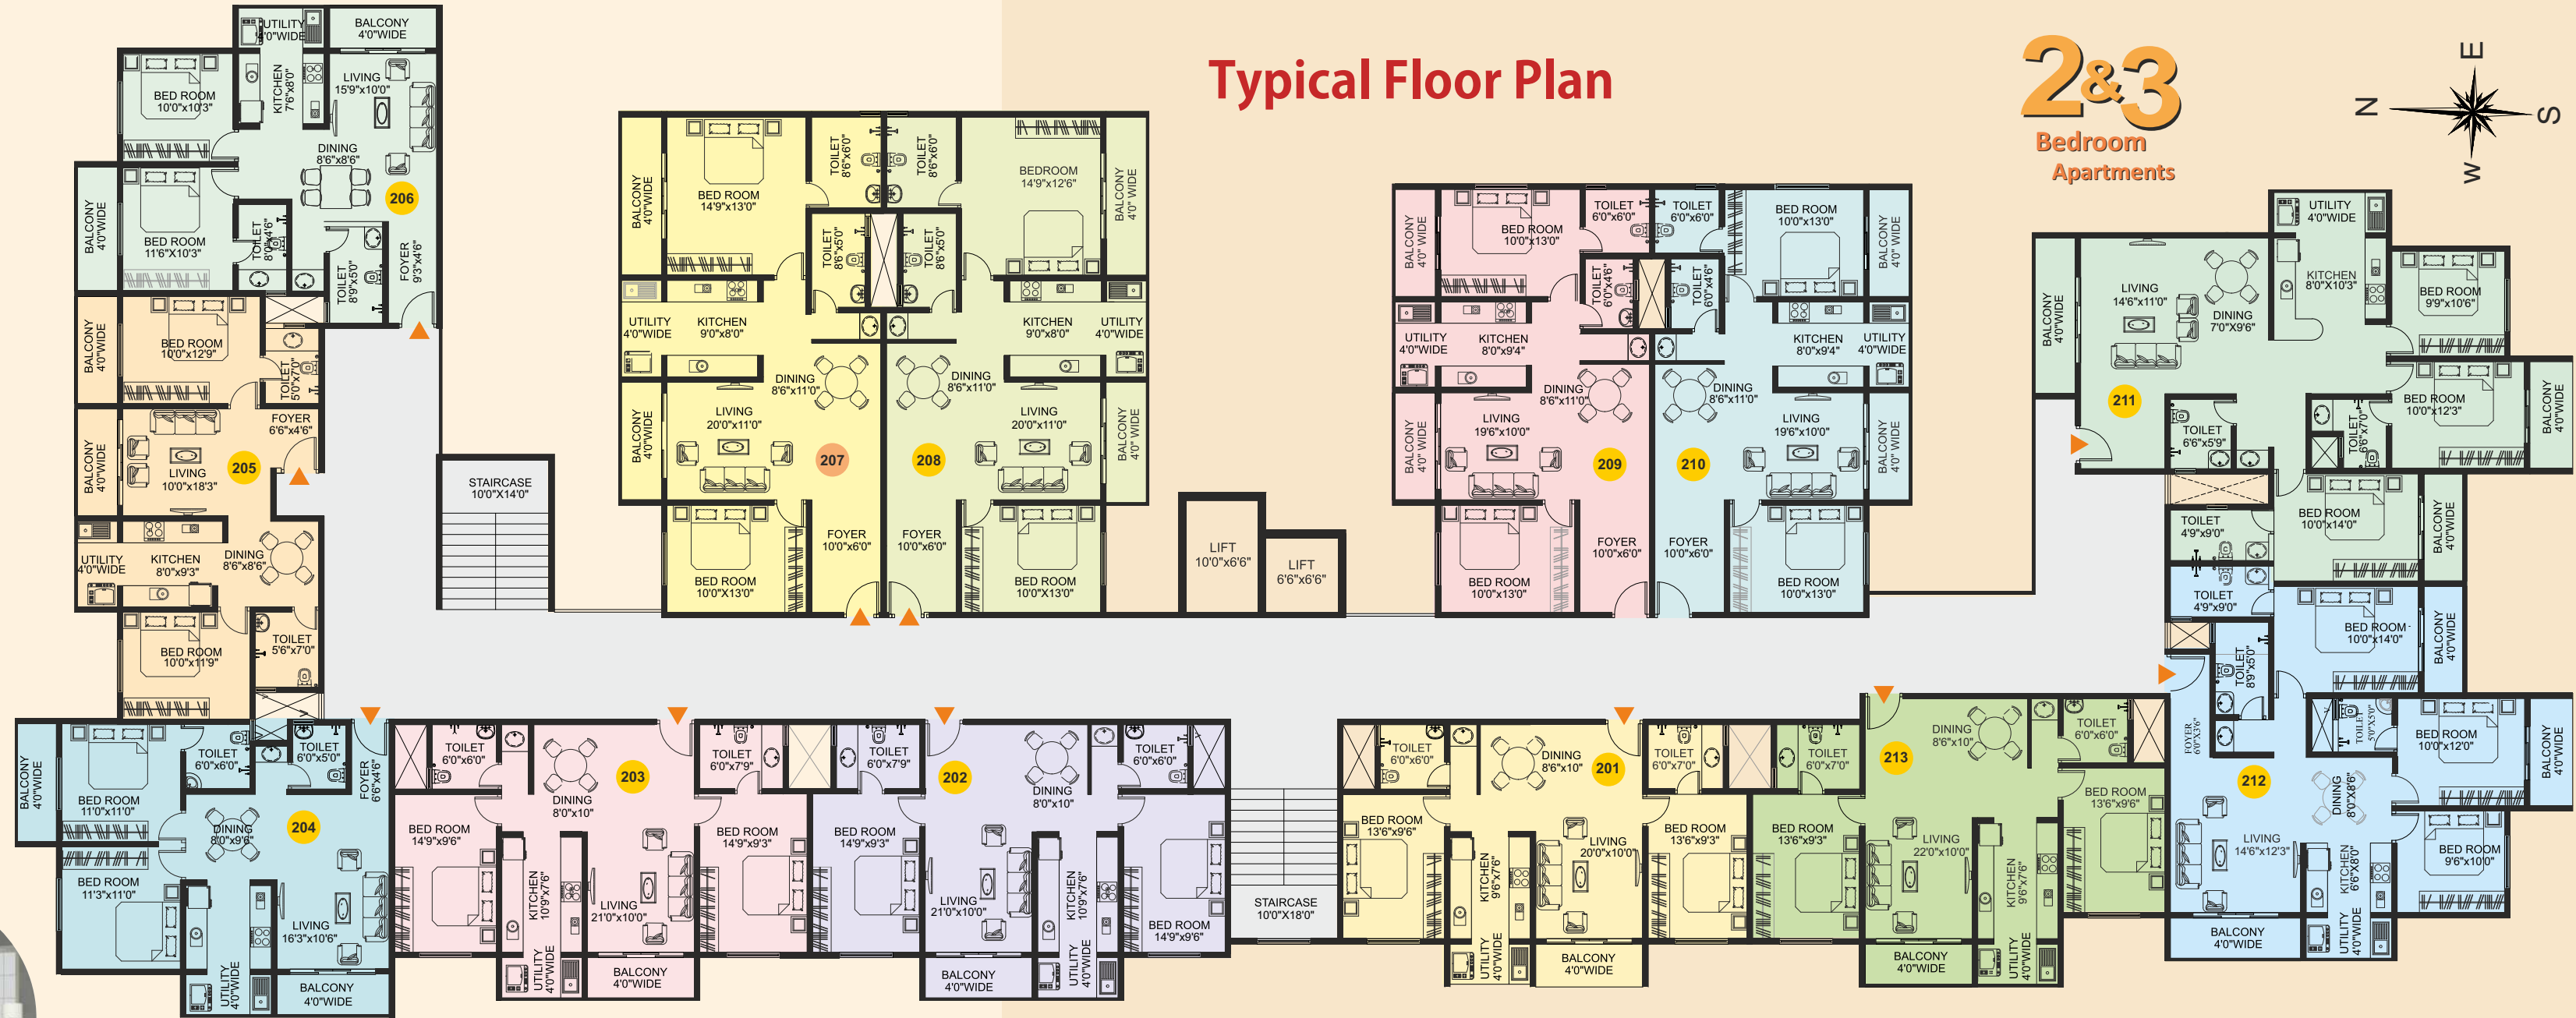 Typical Floor Plan
2&3
Bedroom
Apartments
E
N
S
W
UTILITY
4'0"WIDE
BALCONY
4'0"WIDE
BED ROOM
10'0"x10'3"
KITCHEN
7'6"x8'0"
LIVING
15'9"x10'0"
DINING
8'6"x8'6"
206
BALCONY
4'0"WIDE
BED ROOM
11'6"X10'3"
TOILET
8'0"x4'6"
TOILET
8'9"x5'0"
FOYER
9'3"x4'6"
BALCONY
4'0"WIDE
BED ROOM
10'0"x12'9"
TOILET
5'0"x7'0"
BALCONY
4'0"WIDE
FOYER
6'6"x4'6"
LIVING
10'0"x18'3"
205
UTILITY
4'0"WIDE
KITCHEN
8'0"x9'3"
DINING
8'6"x8'6"
BED ROOM
10'0"x11'9"
TOILET
5'6"x7'0"
STAIRCASE
10'0"X14'0"
BALCONY
4'0"WIDE
BED ROOM
14'9"x13'0"
TOILET
8'6"x6'0"
TOILET
8'6"x5'0"
UTILITY
4'0"WIDE
KITCHEN
9'0"x8'0"
DINING
8'6"x11'0"
BALCONY
4'0"WIDE
LIVING
20'0"x11'0"
207
BED ROOM
10'0"X13'0"
FOYER
10'0"x6'0"
TOILET
8'6"x6'0"
BEDROOM
14'9"x12'6"
BALCONY
4'0" WIDE
TOILET
8'6"x5'0"
KITCHEN
9'0"x8'0"
UTILITY
4'0"WIDE
DINING
8'6"x11'0"
LIVING
20'0"x11'0"
BALCONY
4'0" WIDE
208
FOYER
10'0"x6'0"
BED ROOM
10'0"X13'0"
LIFT
10'0"x6'6"
LIFT
6'6"x6'6"
BALCONY
4'0" WIDE
BED ROOM
10'0"x13'0"
TOILET
6'0"x6'0"
TOILET
6'0"x4'6"
UTILITY
4'0"WIDE
KITCHEN
8'0"x9'4"
DINING
8'6"x11'0"
BALCONY
4'0" WIDE
LIVING
19'6"x10'0"
209
BED ROOM
10'0"x13'0"
FOYER
10'0"x6'0"
TOILET
6'0"x6'0"
BED ROOM
10'0"x13'0"
BALCONY
4'0" WIDE
TOILET
6'0"x4'6"
KITCHEN
8'0"x9'4"
UTILITY
4'0"WIDE
DINING
8'6"x11'0"
LIVING
19'6"x10'0"
BALCONY
4'0" WIDE
210
FOYER
10'0"x6'0"
BED ROOM
10'0"x13'0"
UTILITY
4'0"WIDE
BALCONY
4'0"WIDE
LIVING
14'6"x11'0"
DINING
7'0"X9'6"
KITCHEN
8'0"X10'3"
BED ROOM
9'9"x10'6"
211
TOILET
6'6"x5'9"
TOILET
6'6"x7'0"
BED ROOM
10'0"x12'3"
BALCONY
4'0"WIDE
TOILET
4'9"x9'0"
BED ROOM
10'0"x14'0"
BALCONY
4'0"WIDE
TOILET
4'9"x9'0"
BED ROOM
10'0"x14'0"
BALCONY
4'0"WIDE
TOILET
8'9"x5'0"
FOYER
6'0"X3'6"
TOILET
5'0"X5'0"
BED ROOM
10'0"x12'0"
BALCONY
4'0"WIDE
212
DINING
8'0"X8'6"
LIVING
14'6"x12'3"
KITCHEN
6'6"X8'0"
BED ROOM
9'6"x10'0"
BALCONY
4'0"WIDE
UTILITY
4'0"WIDE
BALCONY
4'0"WIDE
BED ROOM
11'0"x11'0"
TOILET
6'0"x6'0"
TOILET
6'0"x5'0"
FOYER
6'6"x4'6"
DINING
8'0"x9'6"
204
BED ROOM
11'3"x11'0"
LIVING
16'3"x10'6"
UTILITY
4'0"WIDE
BALCONY
4'0"WIDE
TOILET
6'0"x6'0"
203
TOILET
6'0"x7'9"
DINING
8'0"x10"
BED ROOM
14'9"x9'6"
BED ROOM
14'9"x9'3"
KITCHEN
10'9"x7'6"
LIVING
21'0"x10'0"
UTILITY
4'0"WIDE
BALCONY
4'0"WIDE
TOILET
6'0"x7'9"
202
TOILET
6'0"x6'0"
DINING
8'0"x10"
BED ROOM
14'9"x9'3"
LIVING
21'0"x10'0"
KITCHEN
10'9"x7'6"
BED ROOM
14'9"x9'6"
BALCONY
4'0"WIDE
UTILITY
4'0"WIDE
STAIRCASE
10'0"X18'0"
TOILET
6'0"x6'0"
DINING
8'6"x10"
201
TOILET
6'0"x7'0"
BED ROOM
13'6"x9'6"
LIVING
20'0"x10'0"
BED ROOM
13'6"x9'3"
KITCHEN
9'6"x7'6"
UTILITY
4'0"WIDE
BALCONY
4'0"WIDE
TOILET
6'0"x7'0"
213
DINING
8'6"x10"
TOILET
6'0"x6'0"
BED ROOM
13'6"x9'3"
LIVING
22'0"x10'0"
BED ROOM
13'6"x9'6"
KITCHEN
9'6"x7'6"
BALCONY
4'0"WIDE
UTILITY
4'0"WIDE